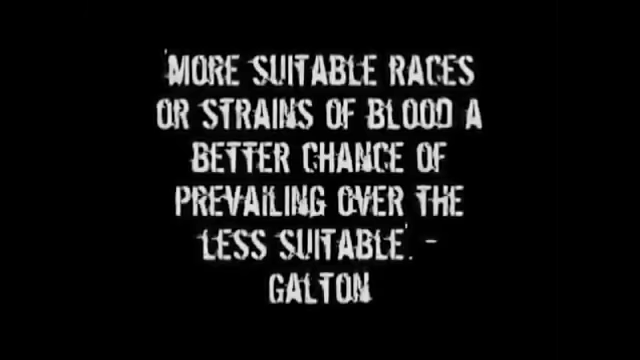 'MORE SUITABLE RACES
OR STRAINS OF BLOOD A
BETTER CHANCE OF
PREVAILING OVER THE
LESS SUITABLE'. -
GALTON